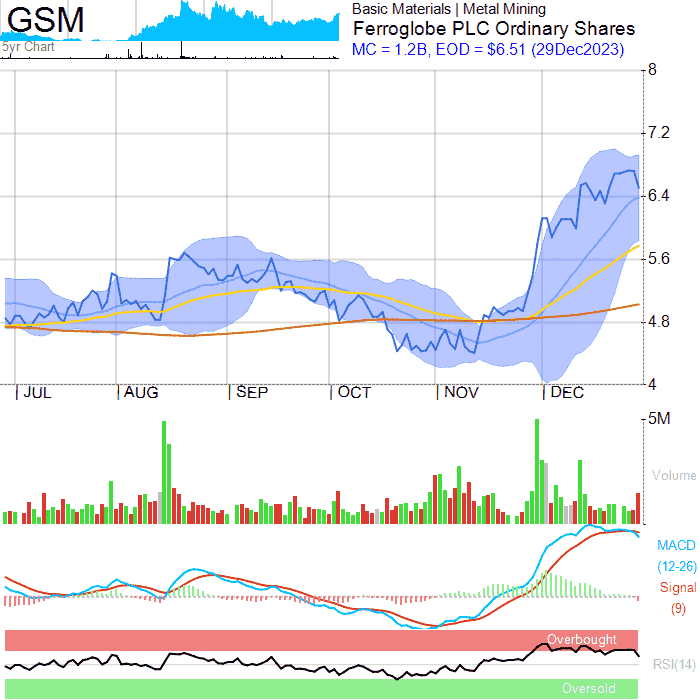 GSM
5yr Chart
Basic Materials | Metal Mining
Ferroglobe PLC Ordinary Shares
MC = 1.2B, EOD = $6.51 (29Dec2023)
8
7.2
6.4
5.6
4.8
4
JUL AUG SEP OCT NOV DEC
5M
Volume
MACD
(12-26)
Signal
(9)
Overbought
RSI(14)
Oversold